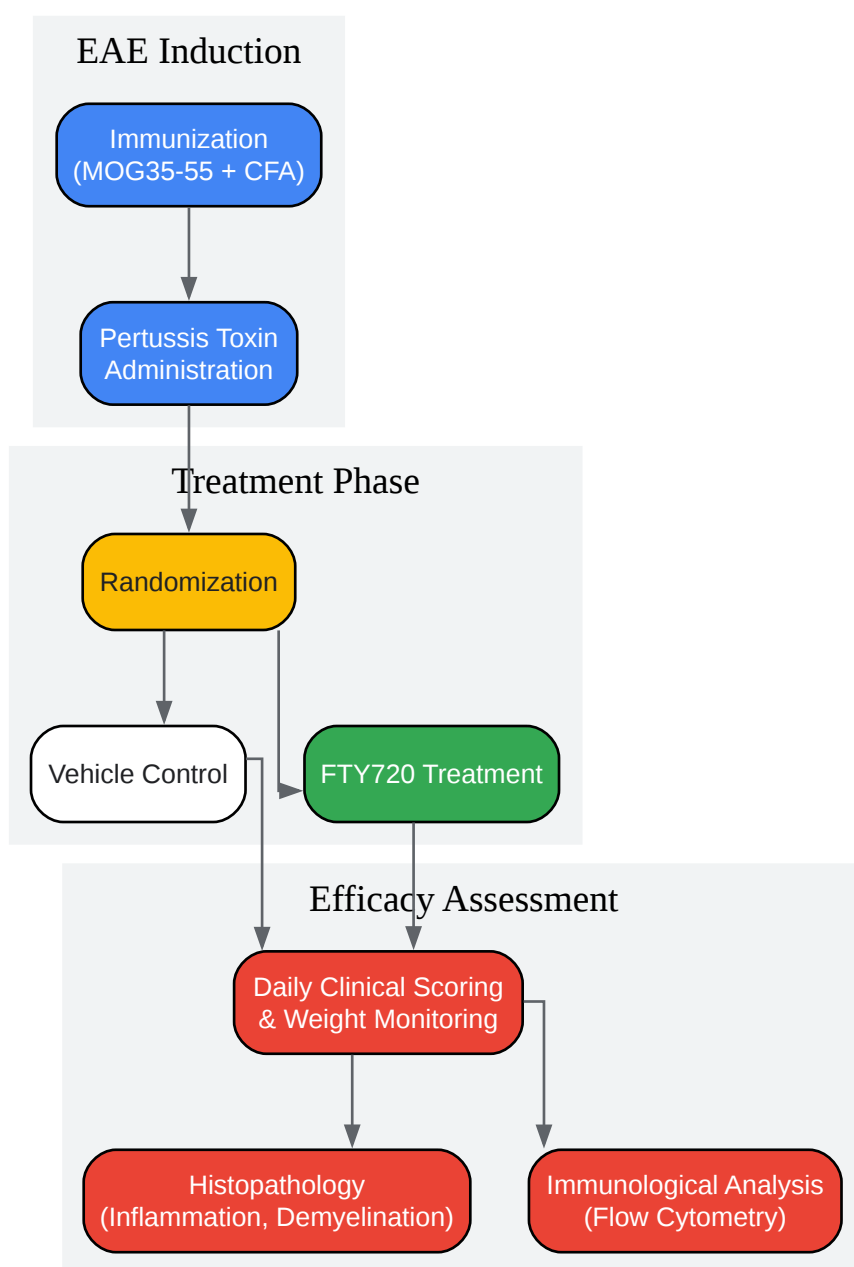 EAE Induction
Immunization
(MOG35-55 + CFA)
Pertussis Toxin
Administration
Treatment Phase
Randomization
Vehicle Control
FTY720 Treatment
Efficacy Assessment
Daily Clinical Scoring
& Weight Monitoring
Histopathology
(Inflammation, Demyelination)
Immunological Analysis
(Flow Cytometry)